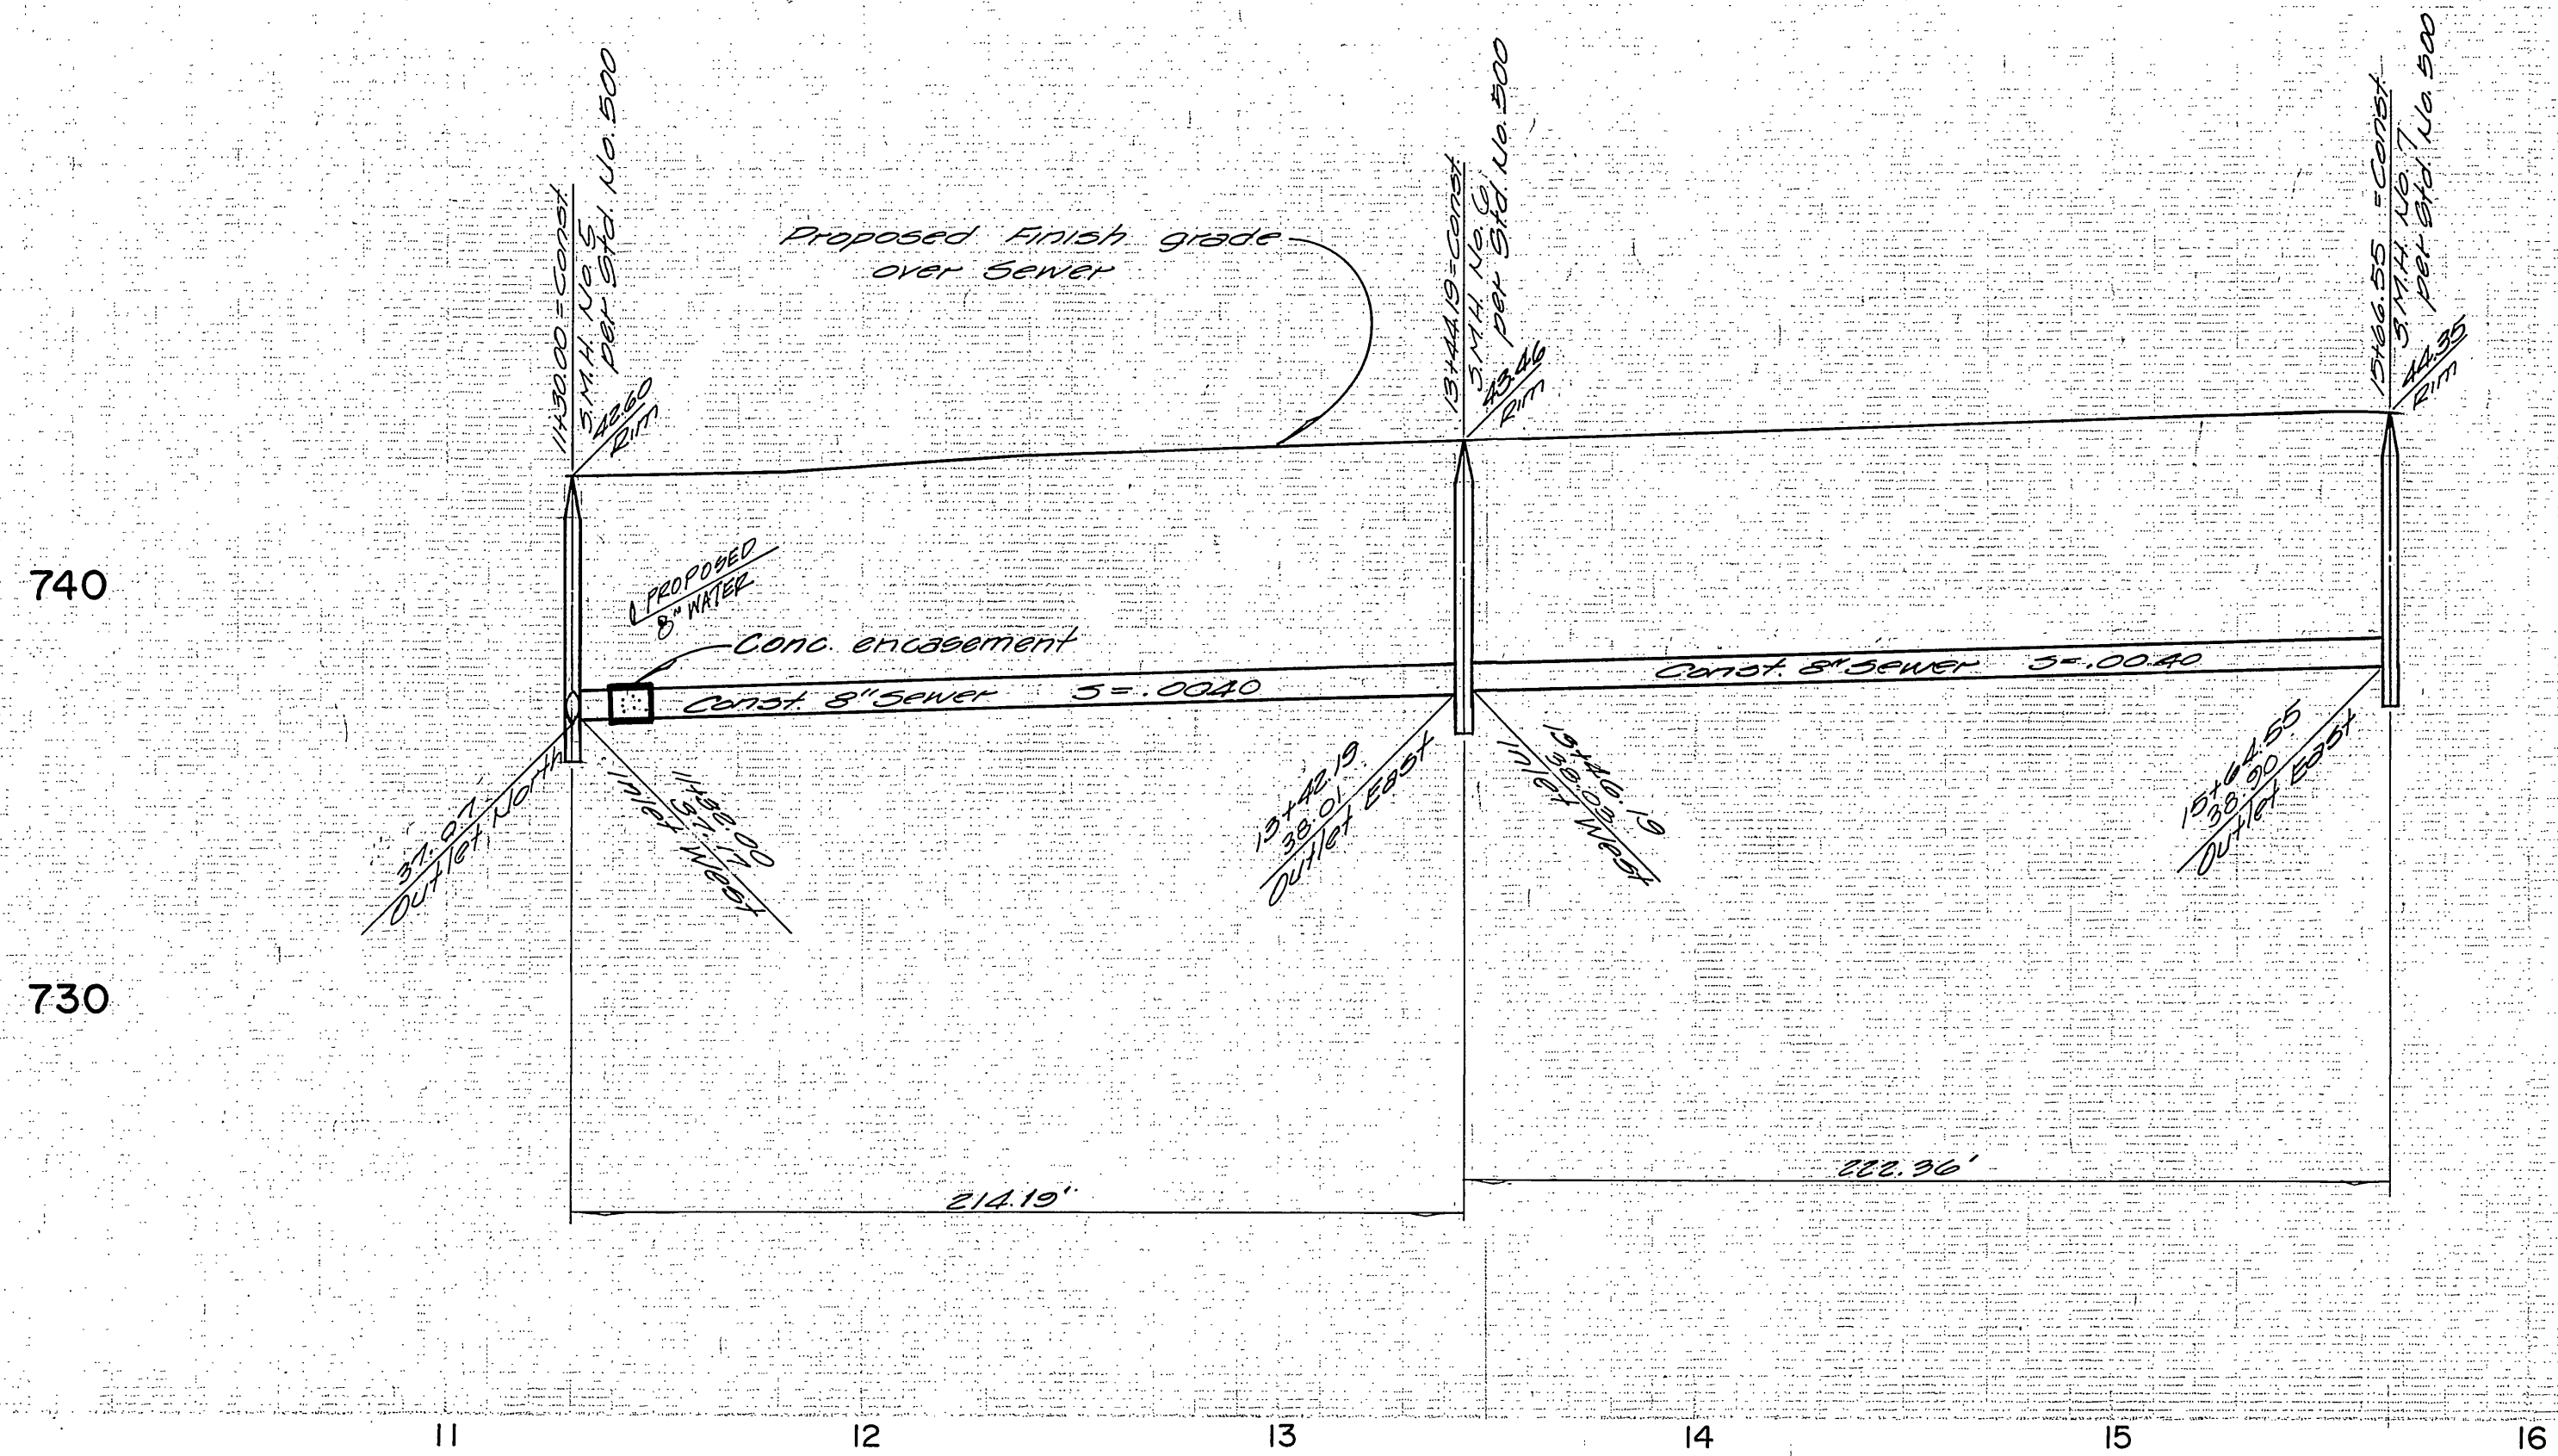 11+30.00 = Const.
S.M.H. No. 5
per Std. No. 500
42.60
Rim
Proposed Finish grade
over Sewer
13+44.19 = Const.
S.M.H. No. 6
per Std. No. 500
43.46
Rim
15+66.55 = Const.
S.M.H. No. 7
per Std. No. 500
44.35
Rim
740
PROPOSED
8" WATER
Conc. encasement
Const. 8" Sewer S = .0040
Const. 8" Sewer S = .0040
37.07
Outlet North
11+32.00
37.17
Inlet West
13+42.19
38.01
Outlet East
13+46.19
38.03
Inlet West
15+64.55
38.90
Outlet East
730
214.19'
222.36'
11 12 13 14 15 16